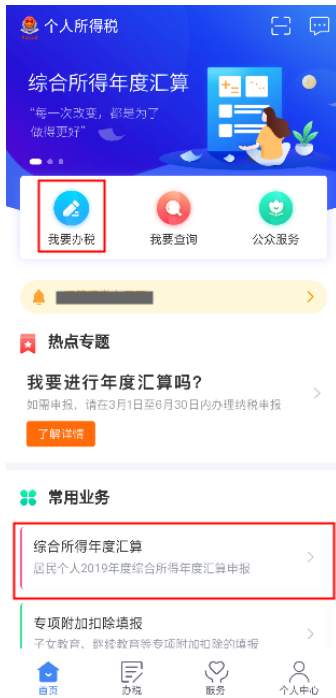 个人所得税
综合所得年度汇算
“每一次改变，都是为了
做得更好”
我要办税
我要查询
公众服务
热点专题
我要进行年度汇算吗？
如需申报，请在3月1日至6月30日内办理纳税申报
了解详情
常用业务
综合所得年度汇算
居民个人2019年度综合所得年度汇算申报
专项附加扣除填报
子女教育、继续教育等专项附加扣除的填报
首页
办税
服务
个人中心